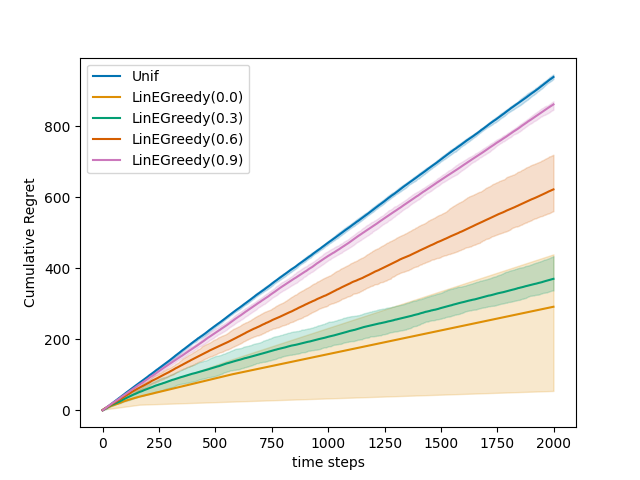 Unif
LinEGreedy(0.0)
LinEGreedy(0.3)
LinEGreedy(0.6)
LinEGreedy(0.9)
Cumulative Regret
800
600
400
200
0
0 250 500 750 1000 1250 1500 1750 2000
time steps